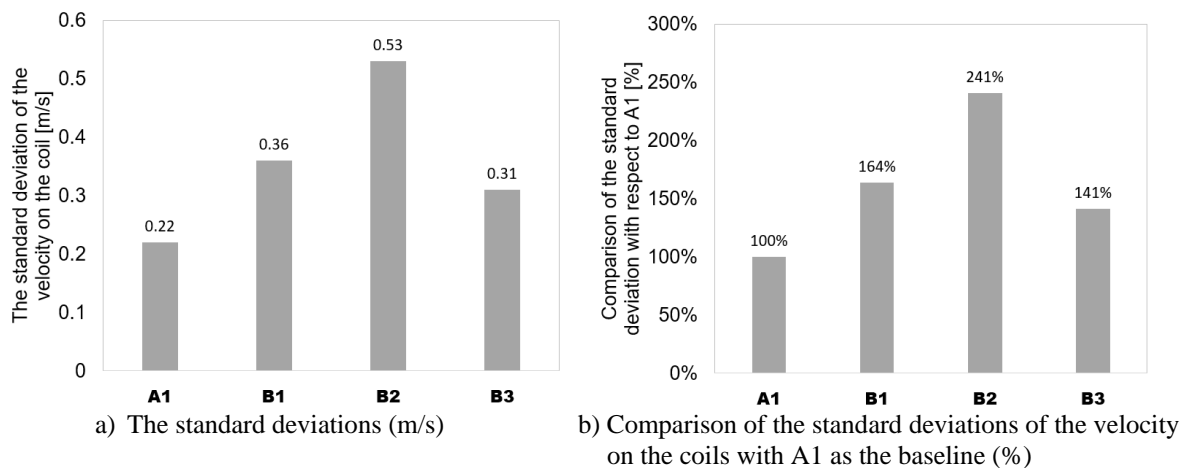 The standard deviation of the
velocity on the coil [m/s]
0.6
0.5
0.4
0.3
0.2
0.1
0
0.22
0.36
0.53
0.31
A1
B1
B2
B3
a) The standard deviations (m/s)
Comparison of the standard
deviation with respect to A1 [%]
300%
250%
200%
150%
100%
50%
0%
100%
164%
241%
141%
A1
B1
B2
B3
b) Comparison of the standard deviations of the velocity
on the coils with A1 as the baseline (%)